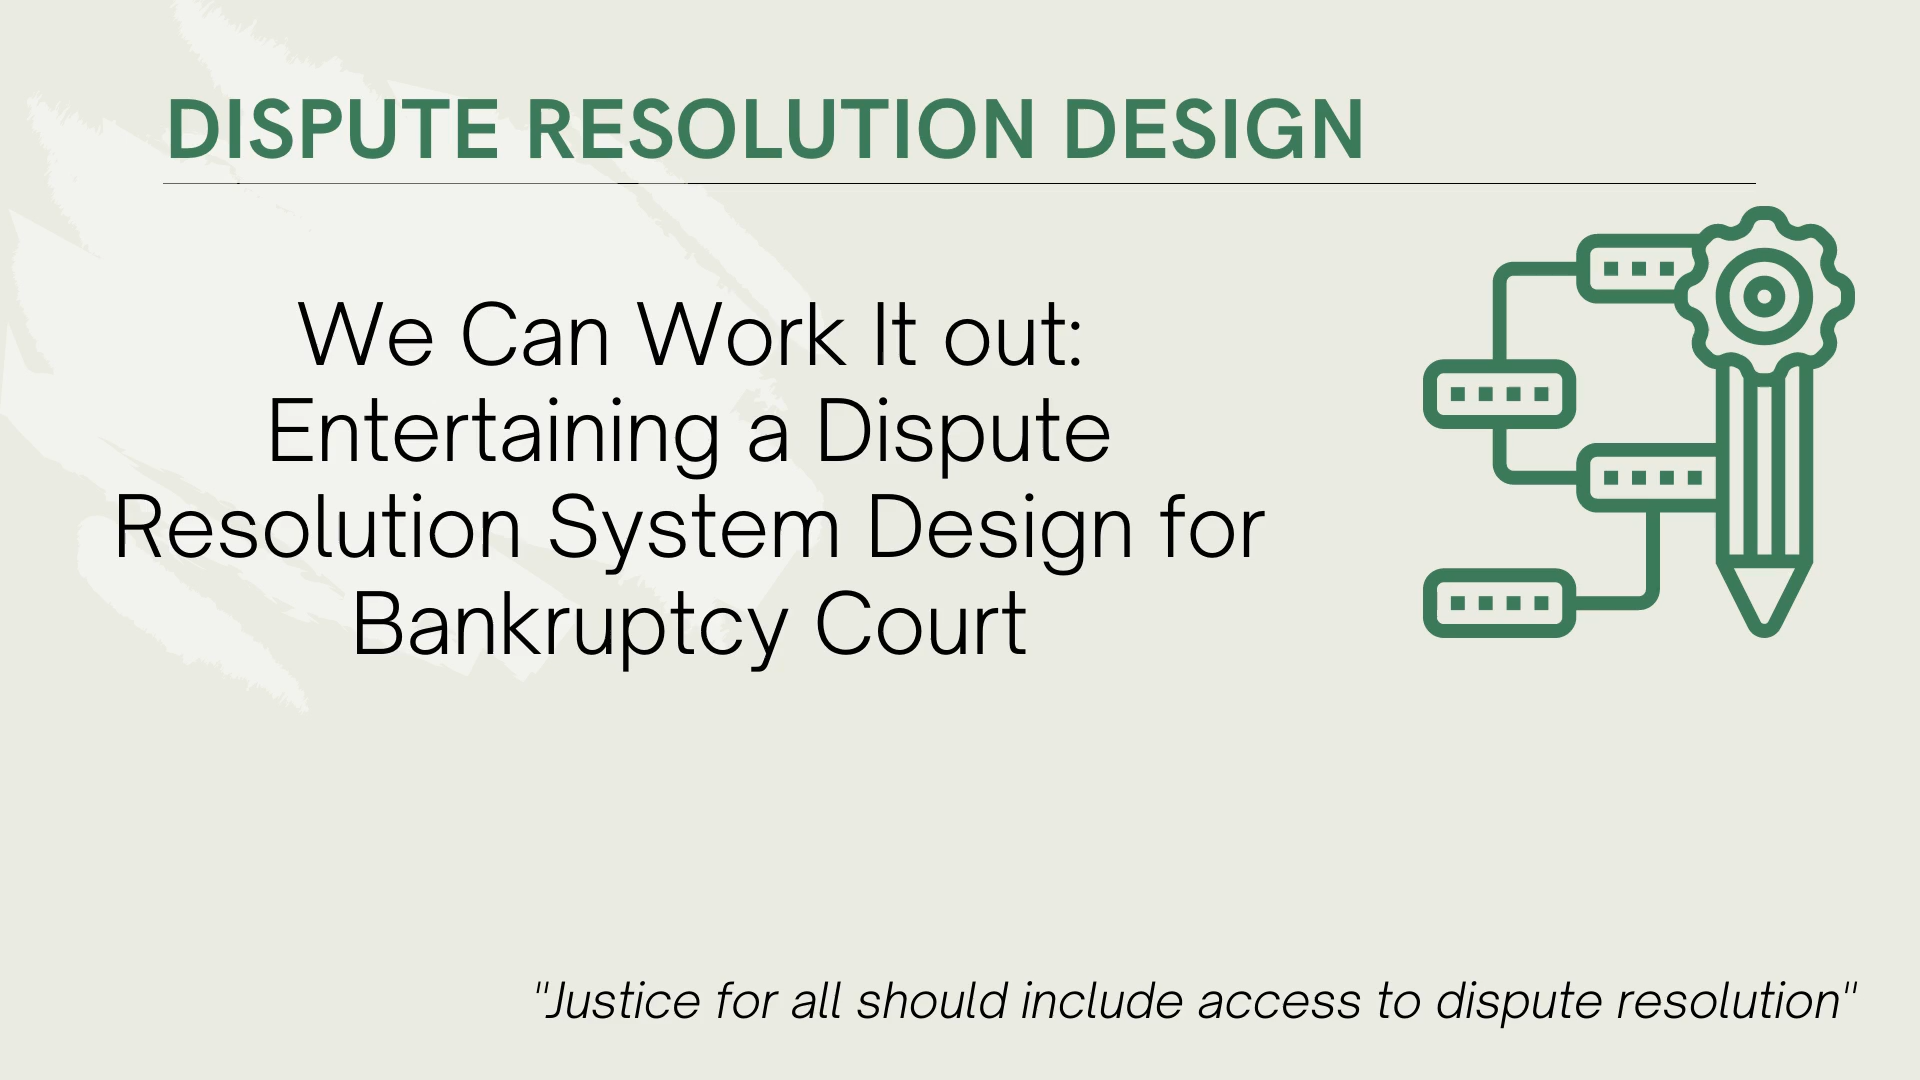 DISPUTE RESOLUTION DESIGN
We Can Work It out:
Entertaining a Dispute
Resolution System Design for
Bankruptcy Court
"Justice for all should include access to dispute resolution"